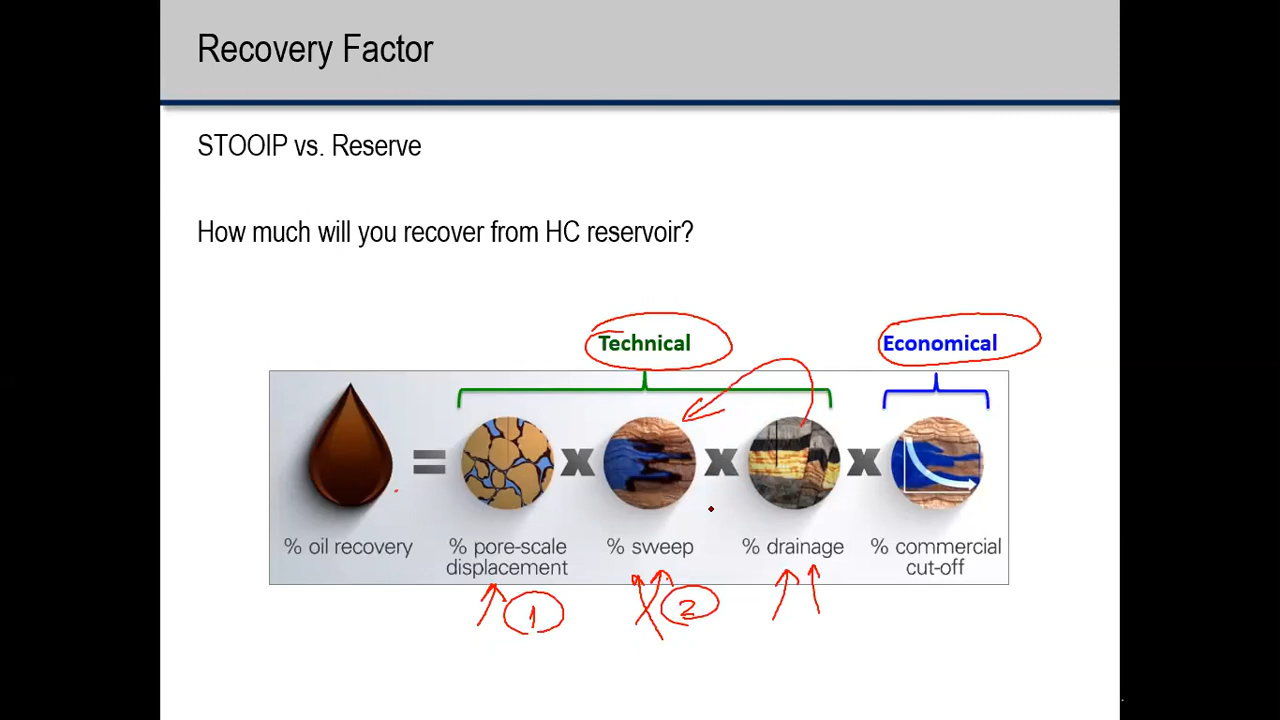 Recovery Factor
STOOIP vs. Reserve
How much will you recover from HC reservoir?
Technical
Economical
= x x x
% oil recovery
% pore-scale
displacement
% sweep
% drainage
% commercial
cut-off
1
2